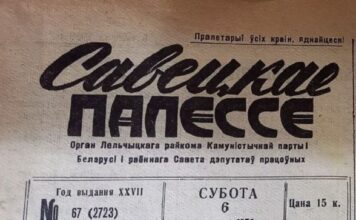 Пралетарыі ўсіх краін, яднайцеся!
Савецкае
ПАЛЕССЕ
Орган Лельчыцкага райкома Камуністычнай партыі
Беларусі і раённага Савета дэпутатаў працоўных
Год выдання XXVII
№ 67 (2723)
СУБОТА
6
Цана 15 к.